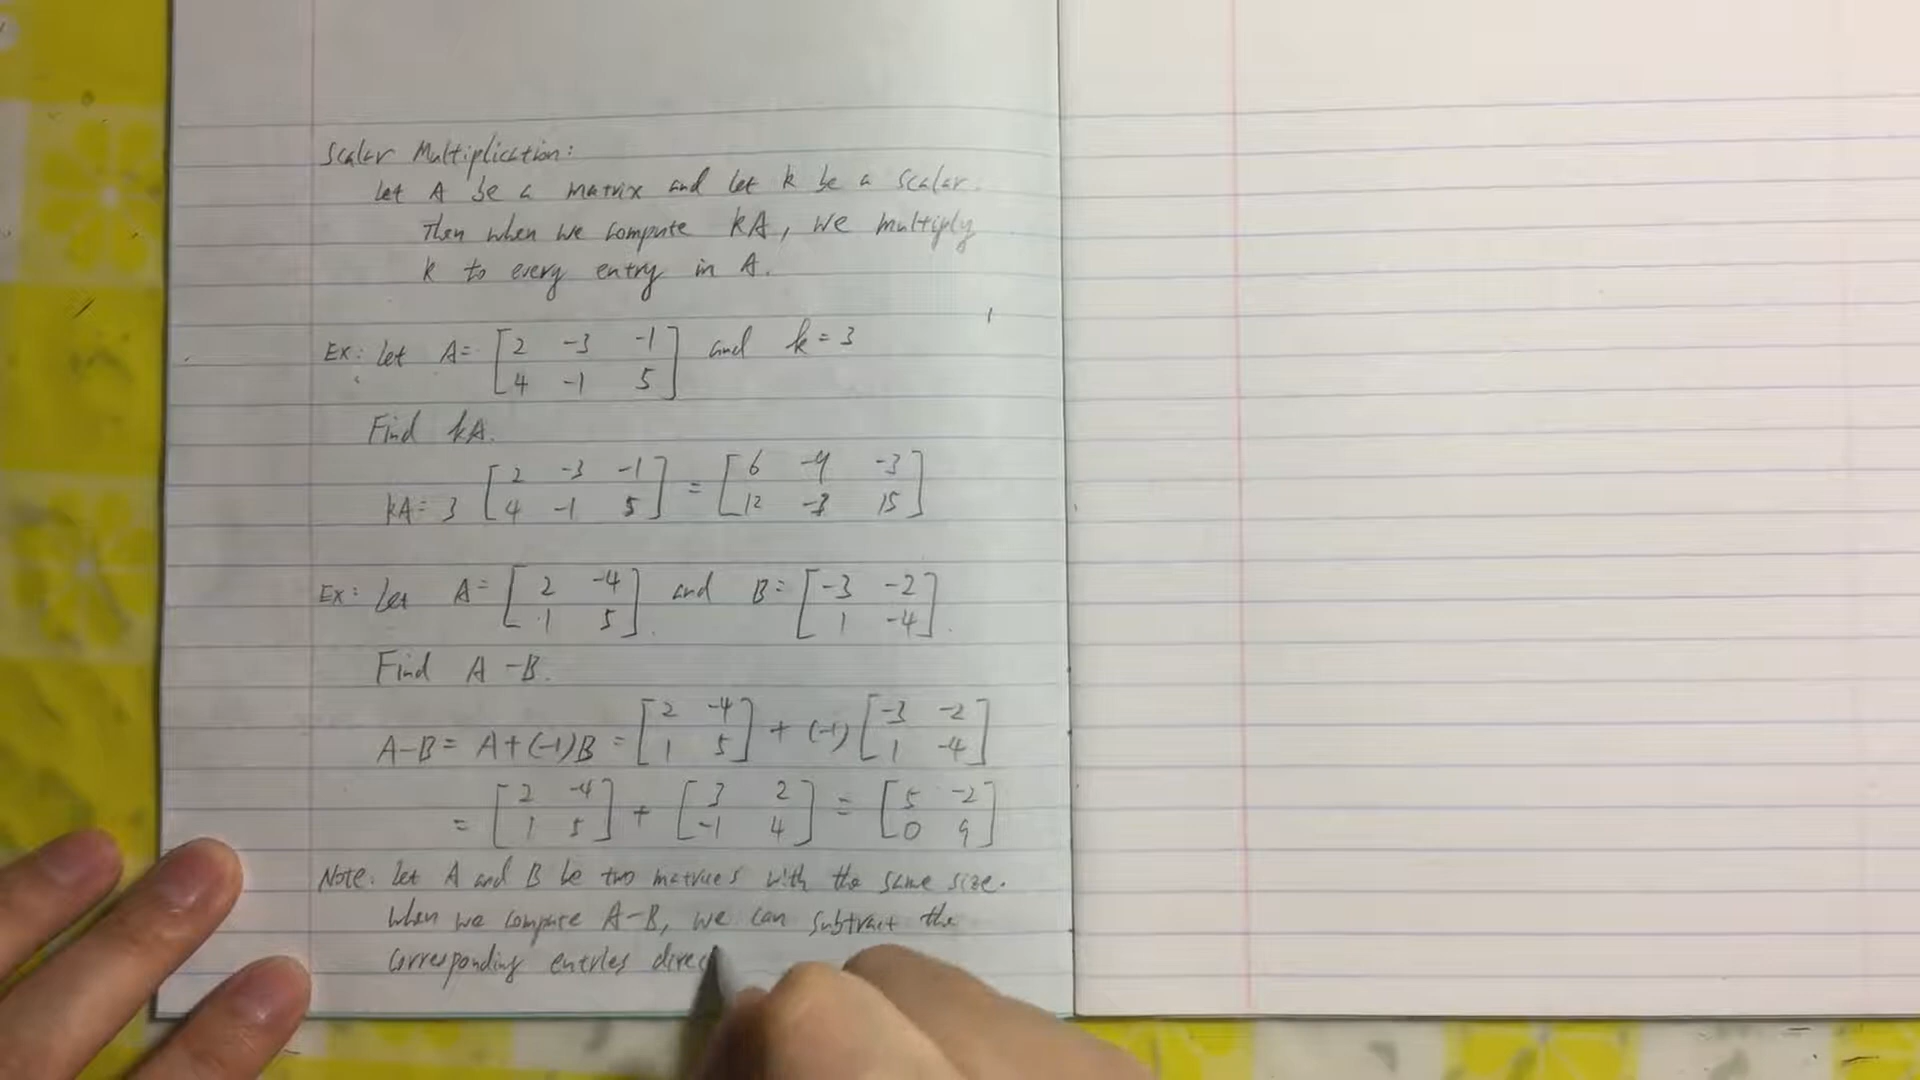 Scalar Multiplication:
Let A be a matrix and let k be a scalar.
Then when we compute kA, we multiply
k to every entry in A.
Ex: Let A = [2 -3 -1; 4 -1 5] and k = 3
Find kA.
kA = 3 [2 -3 -1; 4 -1 5] = [6 -9 -3; 12 -3 15]
Ex: Let A = [2 -4; 1 5] and B = [-3 -2; 1 -4].
Find A - B.
A-B = A+(-1)B = [2 -4; 1 5] + (-1) [-3 -2; 1 -4]
= [2 -4; 1 5] + [3 2; -1 4] = [5 -2; 0 9]
Note: Let A and B be two matrices with the same size.
When we compute A-B, we can subtract the
corresponding entries direc